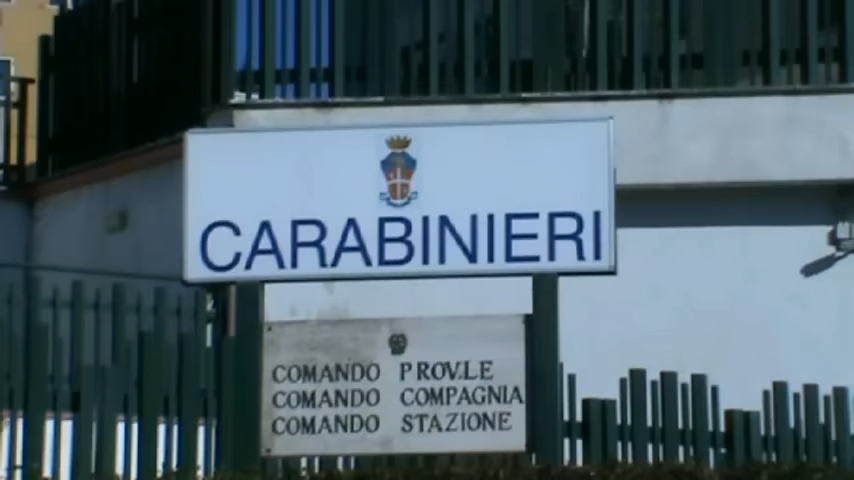 CARABINIERI
COMANDO PROV.LE
COMANDO COMPAGNIA
COMANDO STAZIONE